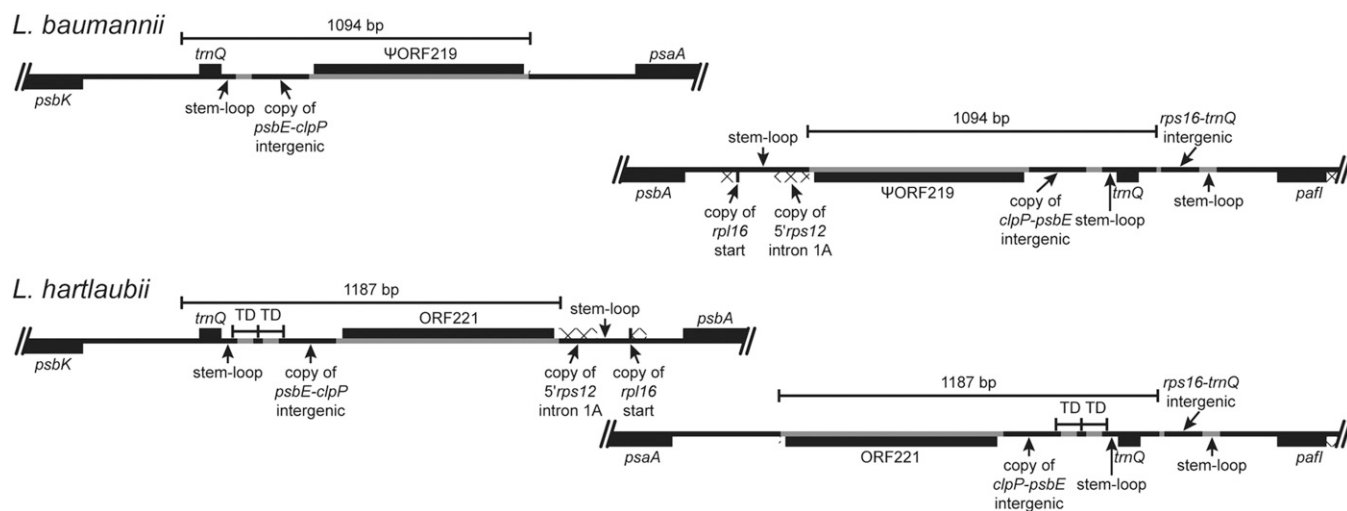 L. baumannii
1094 bp
trnQ
ΨORF219
psaA
psbK
stem-loop
copy of
psbE-clpP
intergenic
stem-loop
1094 bp
rps16-trnQ
intergenic
psbA
copy of
rpl16
start
copy of
5'rps12
intron 1A
ΨORF219
copy of
clpP-psbE
intergenic
stem-loop
trnQ
stem-loop
pafI
L. hartlaubii
1187 bp
trnQ
TD TD
ORF221
stem-loop
psbA
psbK
stem-loop
copy of
psbE-clpP
intergenic
copy of
5'rps12
intron 1A
copy of
rpl16
start
1187 bp
rps16-trnQ
intergenic
TD TD
psaA
ORF221
copy of
clpP-psbE
intergenic
stem-loop
trnQ
stem-loop
pafI